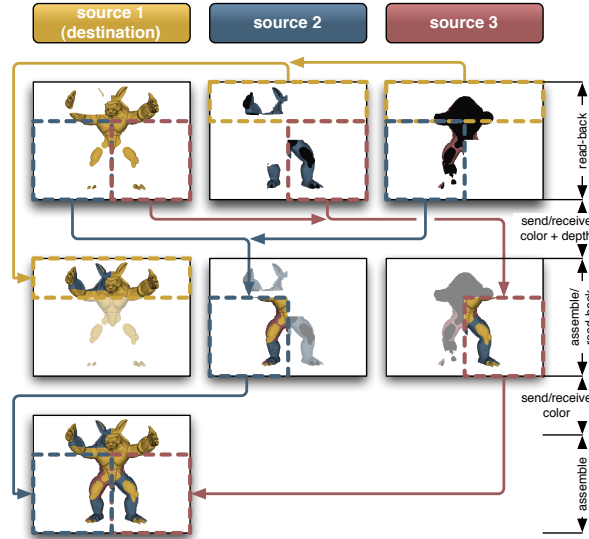 source 1
(destination)
source 2
source 3
read-back
send/receive
color + depth
assemble/
read-back
send/receive
color
assemble